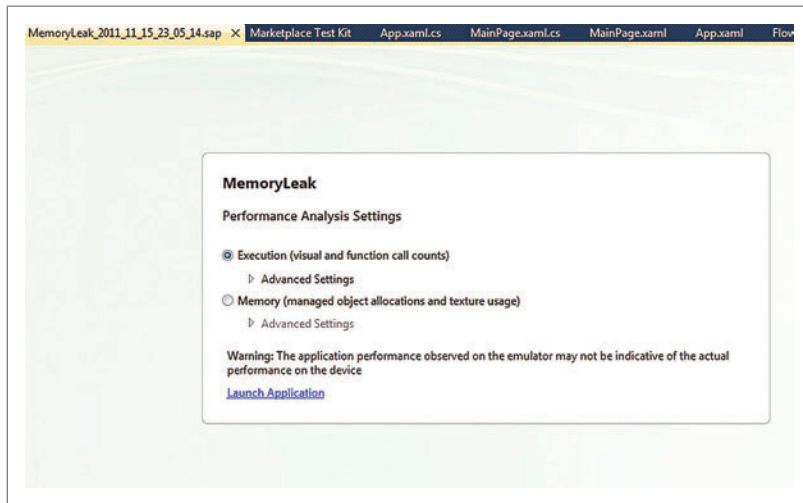 MemoryLeak_2011_11_15_23_05_14.sap × Marketplace Test Kit App.xaml.cs MainPage.xaml.cs MainPage.xaml App.xaml Flow
MemoryLeak
Performance Analysis Settings
Execution (visual and function call counts)
Advanced Settings
Memory (managed object allocations and texture usage)
Advanced Settings
Warning: The application performance observed on the emulator may not be indicative of the actual
performance on the device
Launch Application